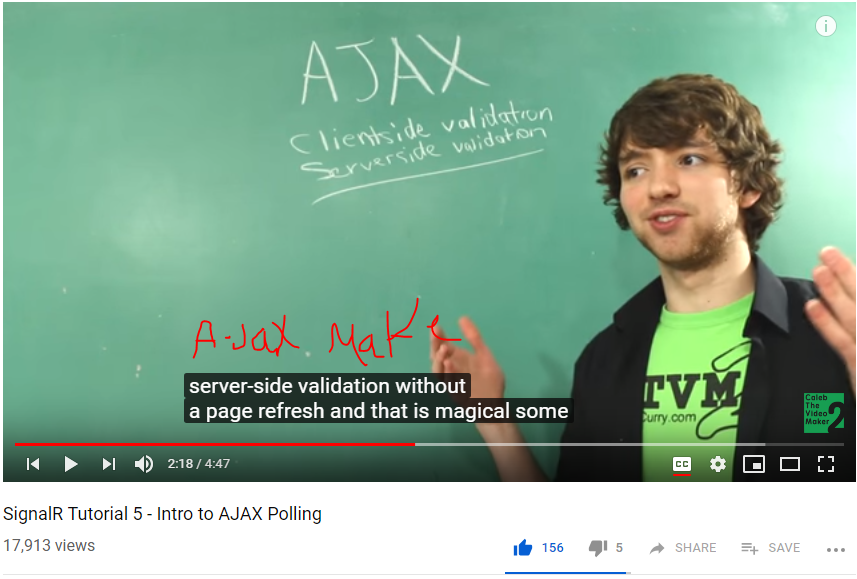 AJAX
Clientside validation
Serverside validation
A-Jax Make
server-side validation without
a page refresh and that is magical some
TVM2
Curry.com
Caleb
The
Video
Maker 2
CC
2:18 / 4:47
SignalR Tutorial 5 - Intro to AJAX Polling
17,913 views
156
5
SHARE
SAVE